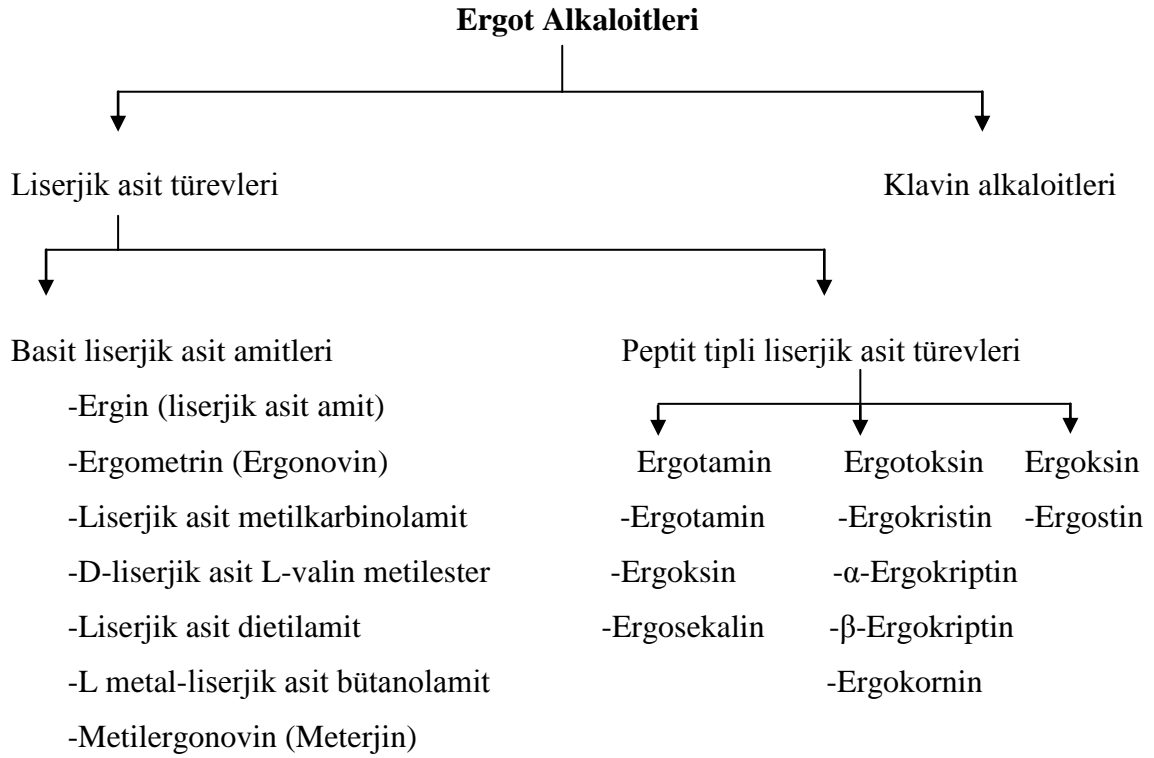 Ergot Alkaloitleri
Liserjik asit türevleri Klavin alkaloitleri
Basit liserjik asit amitleri Peptit tipli liserjik asit türevleri
-Ergin (liserjik asit amit)
-Ergometrin (Ergonovin) Ergotamin Ergotoksin Ergoksin
-Liserjik asit metilkarbinolamit -Ergotamin -Ergokristin -Ergostin
-D-liserjik asit L-valin metilester -Ergoksin -α-Ergokriptin
-Liserjik asit dietilamit -Ergosekalin -β-Ergokriptin
-L metal-liserjik asit bütanolamit -Ergokornin
-Metilergonovin (Meterjin)